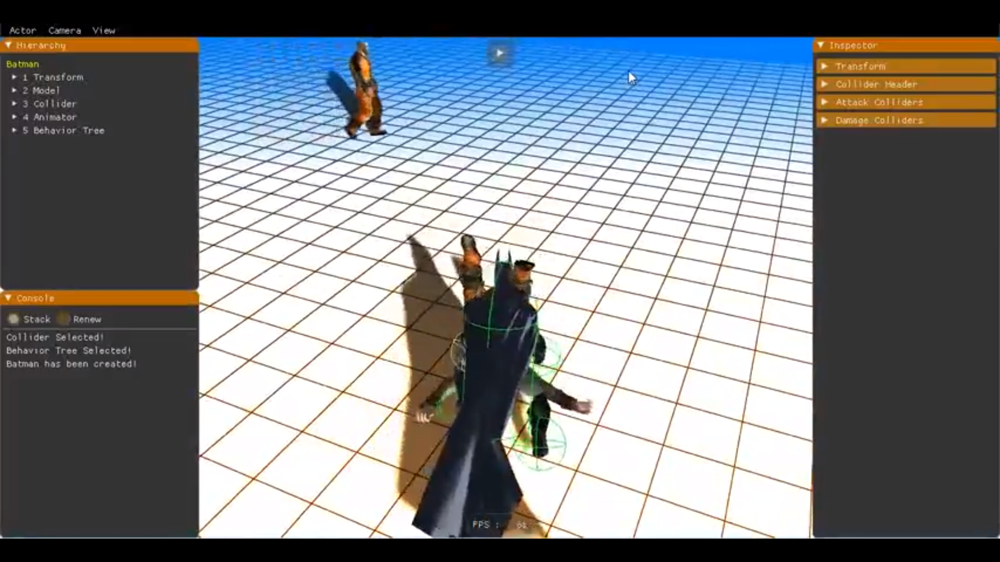 Actor Camera View
Hierarchy
Batman
1 Transform
2 Model
3 Collider
4 Animator
5 Behavior Tree
Console
Stack Renew
Collider Selected!
Behavior Tree Selected!
Batman has been created!
FPS : 61
Inspector
Transform
Collider Header
Attack Colliders
Damage Colliders